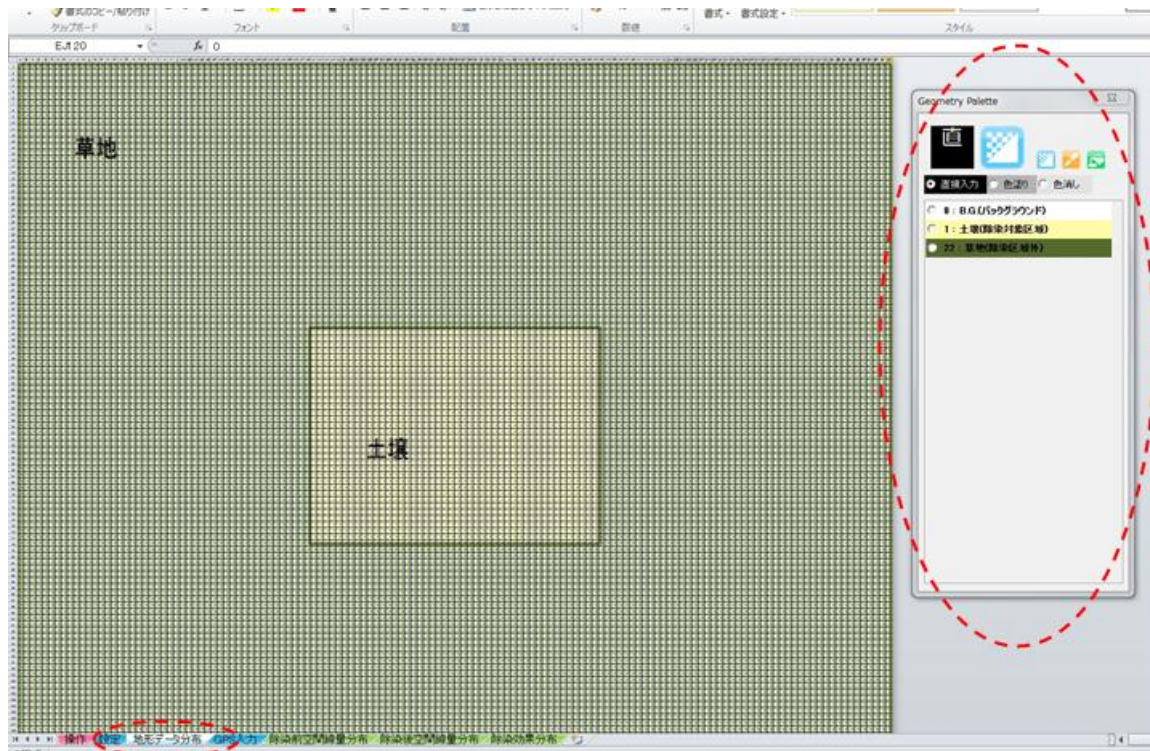 書式のコピー/貼り付け
書式・ 書式設定・
クリップボード フォント 配置 数値 スタイル
EJ120 fx 0
草地
土壌
Geometry Palette
直
直接入力 色塗り 色消し
0 : B.G.(バックグラウンド)
1 : 土壌(除染対象区域)
22 : 草地(除染区域外)
操作 設定 地形データ分布 GPS入力 除染前空間線量分布 除染後空間線量分布 除染効果分布